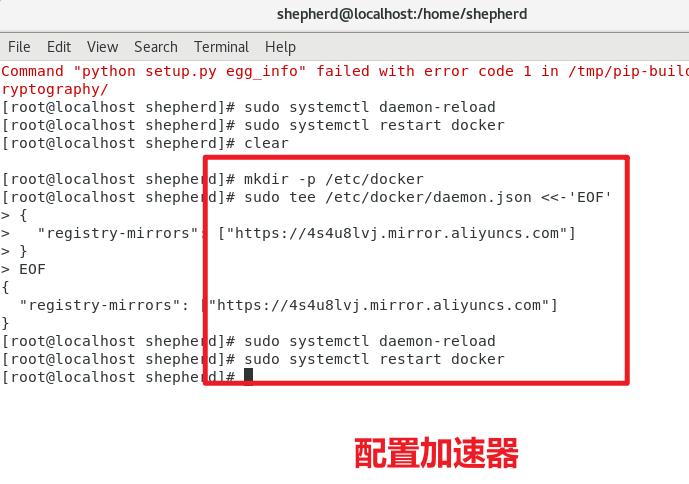 shepherd@localhost:/home/shepherd
File Edit View Search Terminal Help
Command "python setup.py egg_info" failed with error code 1 in /tmp/pip-build
ryptography/
[root@localhost shepherd]# sudo systemctl daemon-reload
[root@localhost shepherd]# sudo systemctl restart docker
[root@localhost shepherd]# clear
[root@localhost shepherd]# mkdir -p /etc/docker
[root@localhost shepherd]# sudo tee /etc/docker/daemon.json <<-'EOF'
> {
>   "registry-mirrors": ["https://4s4u8lvj.mirror.aliyuncs.com"]
> }
> EOF
{
  "registry-mirrors": ["https://4s4u8lvj.mirror.aliyuncs.com"]
}
[root@localhost shepherd]# sudo systemctl daemon-reload
[root@localhost shepherd]# sudo systemctl restart docker
[root@localhost shepherd]#
配置加速器